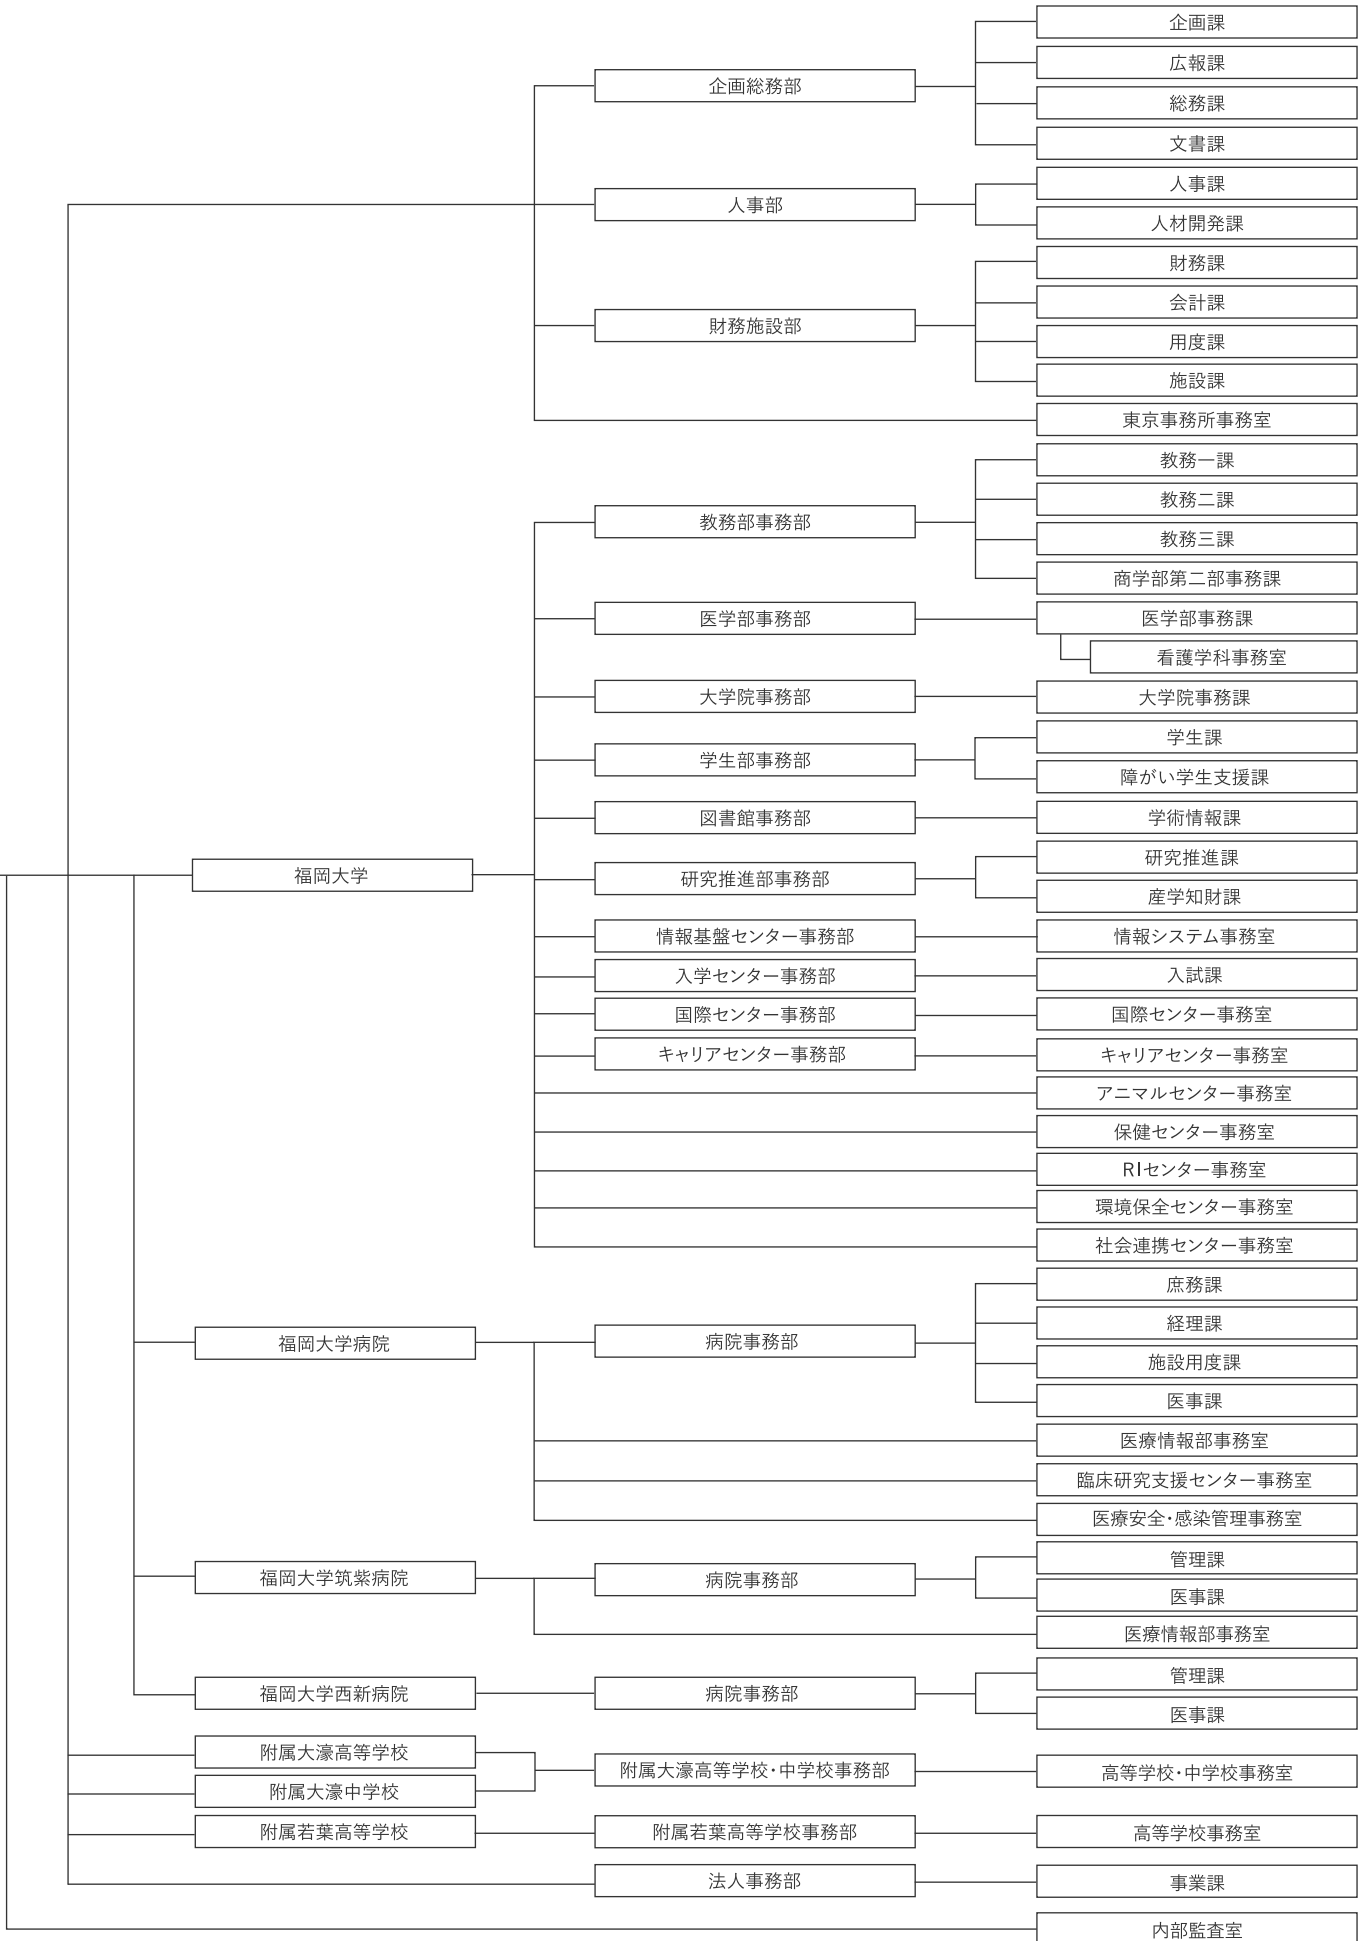 企画課
広報課
企画総務部
総務課
文書課
人事課
人事部
人材開発課
財務課
会計課
財務施設部
用度課
施設課
東京事務所事務室
教務一課
教務二課
教務部事務部
教務三課
商学部第二部事務課
医学部事務部
医学部事務課
看護学科事務室
大学院事務部
大学院事務課
学生課
学生部事務部
障がい学生支援課
図書館事務部
学術情報課
研究推進課
福岡大学
研究推進部事務部
産学知財課
情報基盤センター事務部
情報システム事務室
入学センター事務部
入試課
国際センター事務部
国際センター事務室
キャリアセンター事務部
キャリアセンター事務室
アニマルセンター事務室
保健センター事務室
RIセンター事務室
環境保全センター事務室
社会連携センター事務室
庶務課
経理課
福岡大学病院
病院事務部
施設用度課
医事課
医療情報部事務室
臨床研究支援センター事務室
医療安全・感染管理事務室
管理課
福岡大学筑紫病院
病院事務部
医事課
医療情報部事務室
管理課
福岡大学西新病院
病院事務部
医事課
附属大濠高等学校
附属大濠高等学校・中学校事務部
高等学校・中学校事務室
附属大濠中学校
附属若葉高等学校
附属若葉高等学校事務部
高等学校事務室
法人事務部
事業課
内部監査室